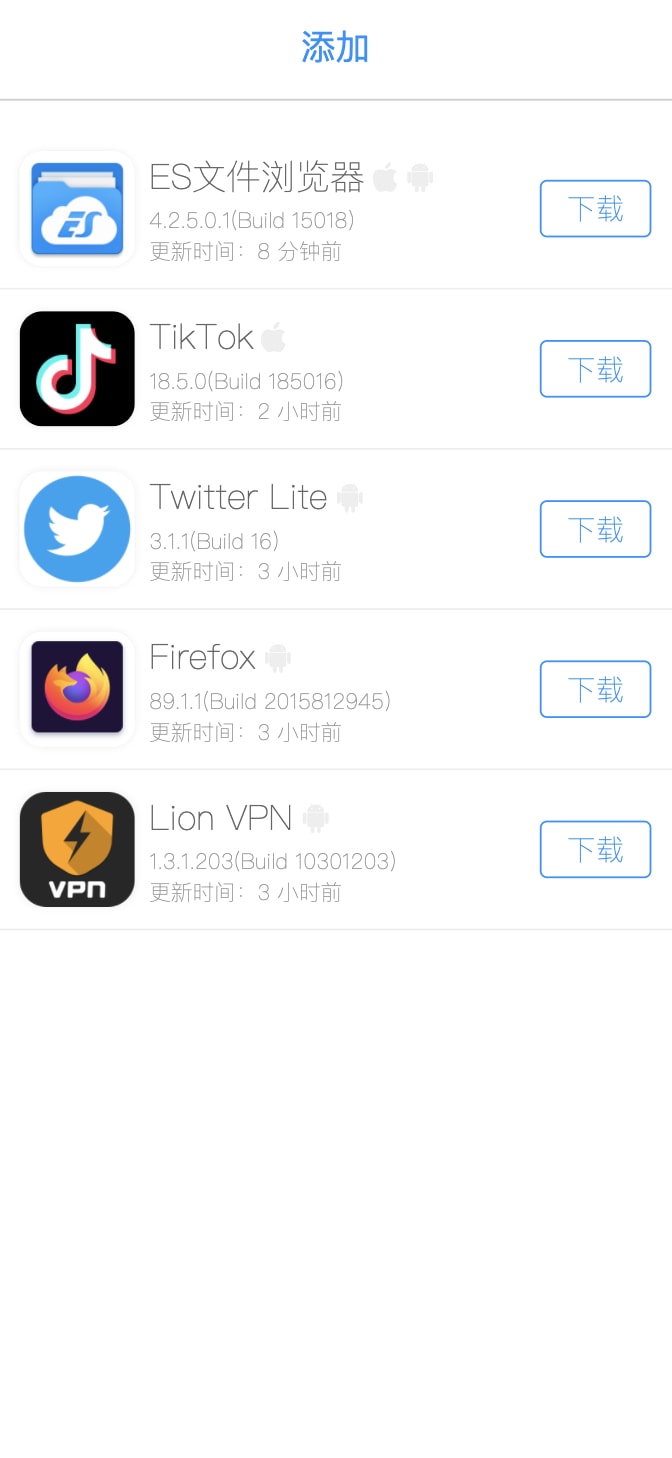 添加
ES文件浏览器
4.2.5.0.1(Build 15018)
更新时间：8 分钟前
下载
TikTok
18.5.0(Build 185016)
更新时间：2 小时前
下载
Twitter Lite
3.1.1(Build 16)
更新时间：3 小时前
下载
Firefox
89.1.1(Build 2015812945)
更新时间：3 小时前
下载
VPN
Lion VPN
1.3.1.203(Build 10301203)
更新时间：3 小时前
下载
ES